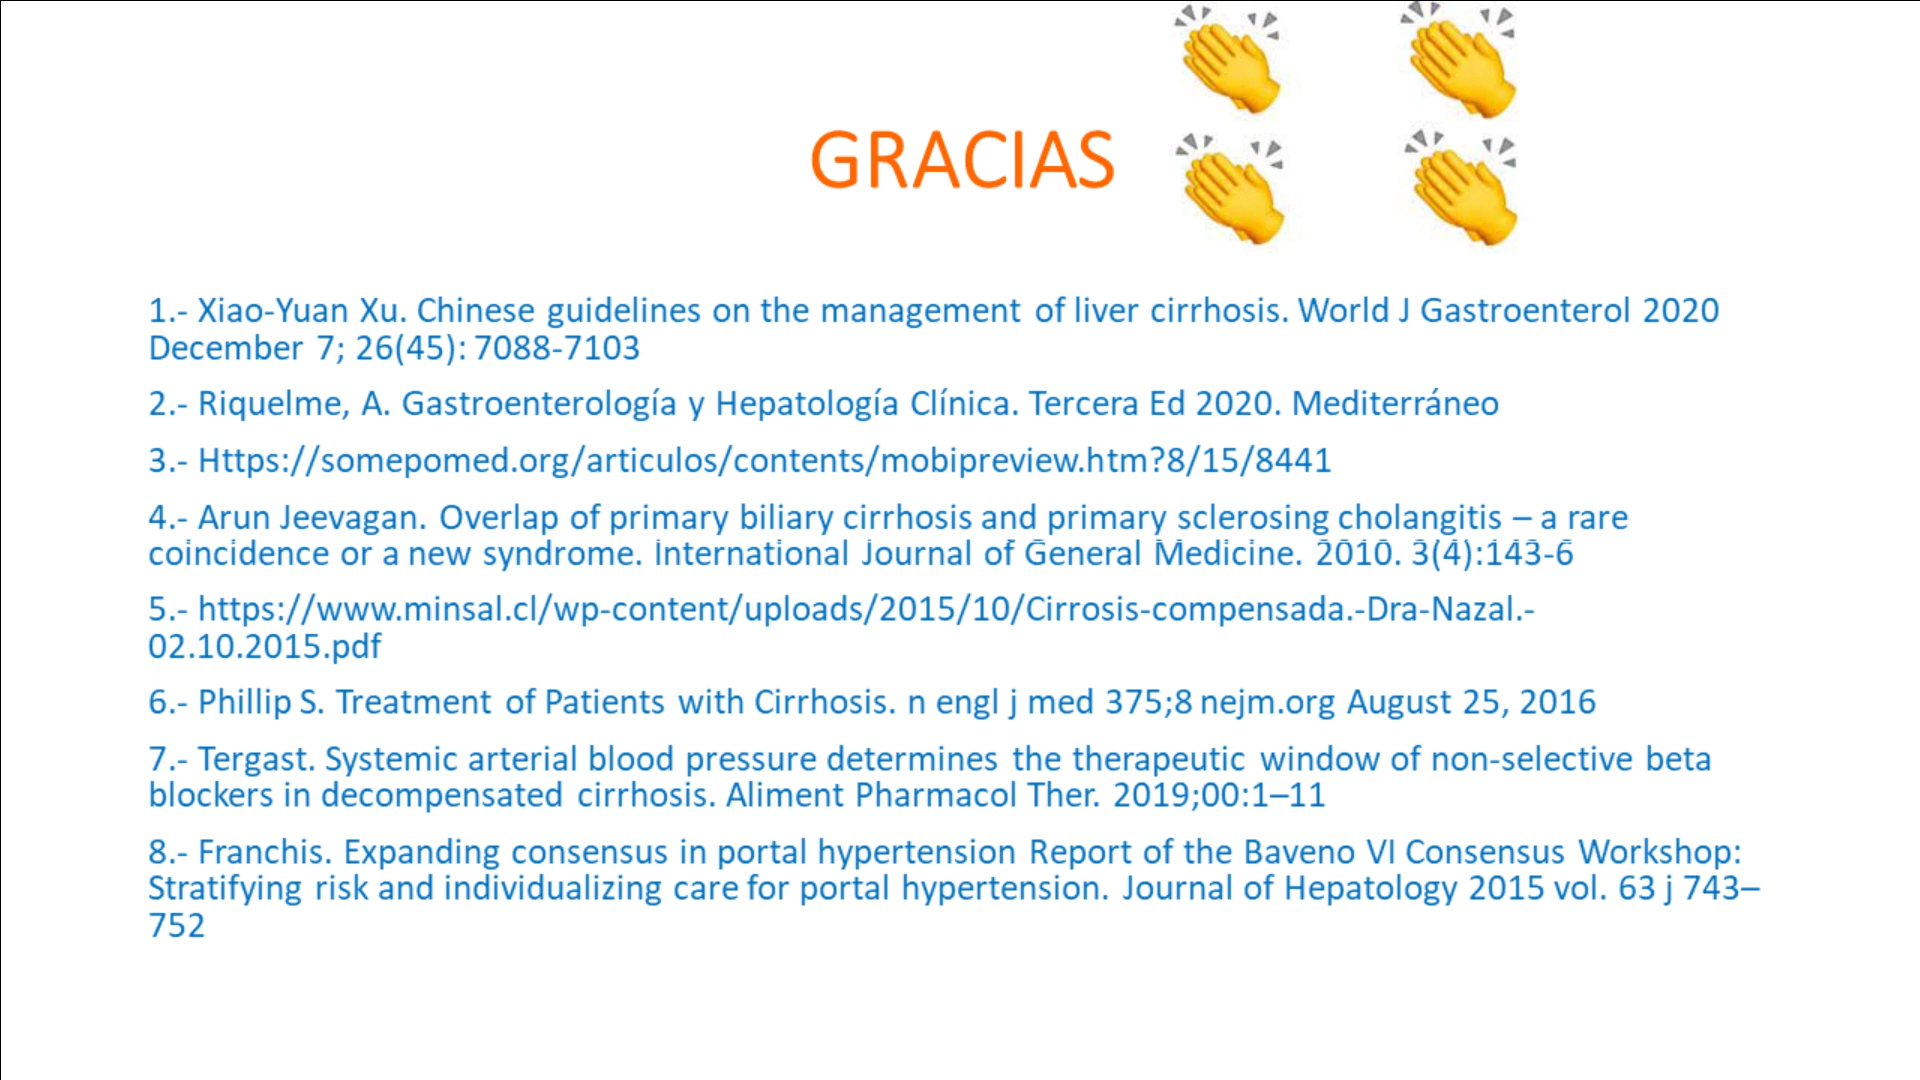 GRACIAS
1.- Xiao-Yuan Xu. Chinese guidelines on the management of liver cirrhosis. World J Gastroenterol 2020
December 7; 26(45): 7088-7103
2.- Riquelme, A. Gastroenterología y Hepatología Clínica. Tercera Ed 2020. Mediterráneo
3.- Https://somepomed.org/articulos/contents/mobipreview.htm?8/15/8441
4.- Arun Jeevagan. Overlap of primary biliary cirrhosis and primary sclerosing cholangitis – a rare
coincidence or a new syndrome. International Journal of General Medicine. 2010. 3(4):143-6
5.- https://www.minsal.cl/wp-content/uploads/2015/10/Cirrosis-compensada.-Dra-Nazal.-
02.10.2015.pdf
6.- Phillip S. Treatment of Patients with Cirrhosis. n engl j med 375;8 nejm.org August 25, 2016
7.- Tergast. Systemic arterial blood pressure determines the therapeutic window of non-selective beta
blockers in decompensated cirrhosis. Aliment Pharmacol Ther. 2019;00:1–11
8.- Franchis. Expanding consensus in portal hypertension Report of the Baveno VI Consensus Workshop:
Stratifying risk and individualizing care for portal hypertension. Journal of Hepatology 2015 vol. 63 j 743–
752